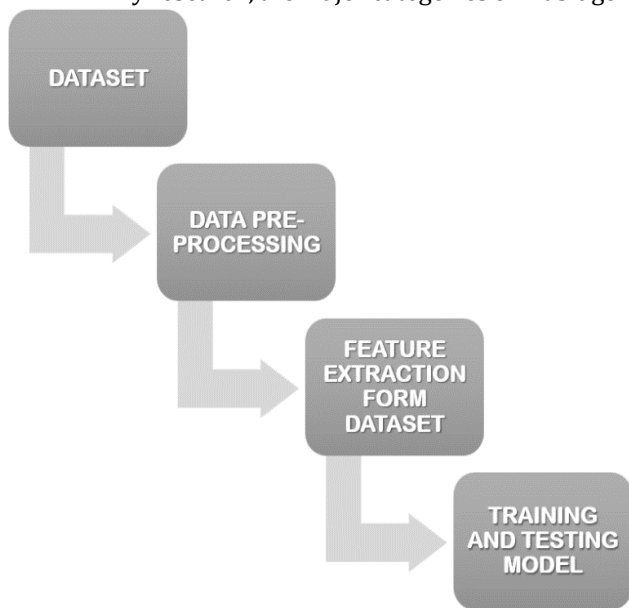 DATASET
DATA PRE-
PROCESSING
FEATURE
EXTRACTION
FORM
DATASET
TRAINING
AND TESTING
MODEL